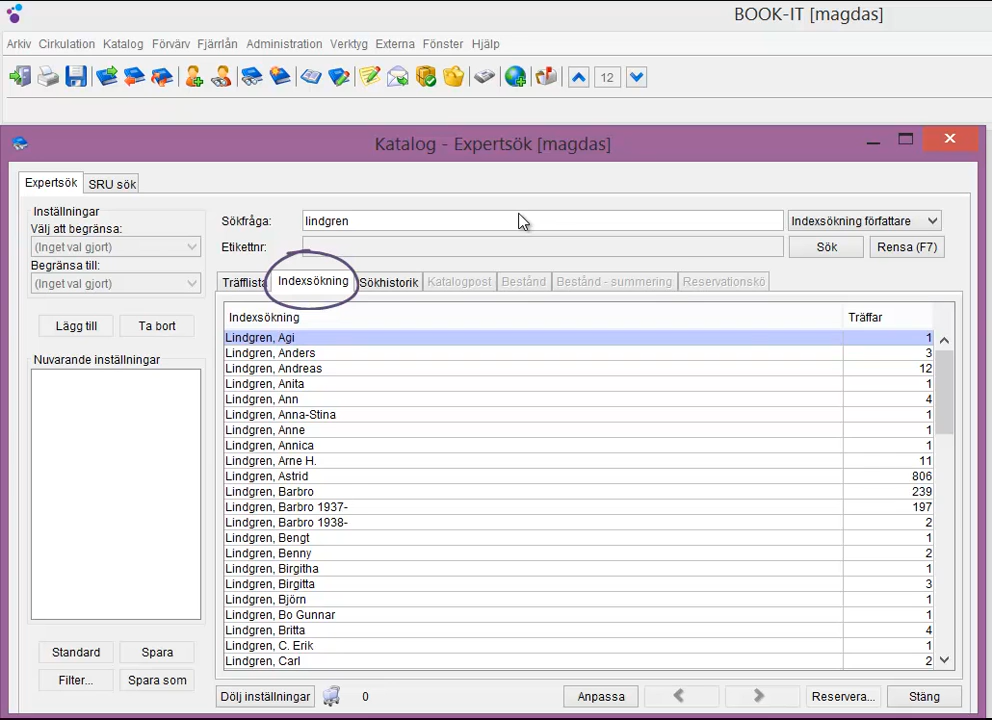 BOOK-IT [magdas]
Arkiv Cirkulation Katalog Förvärv Fjärrlån Administration Verktyg Externa Fönster Hjälp
12
Katalog - Expertsök [magdas]
Expertsök SRU sök
Inställningar
Välj att begränsa:
(Inget val gjort)
Begränsa till:
(Inget val gjort)
Lägg till Ta bort
Nuvarande inställningar
Standard Spara
Filter... Spara som
Sökfråga: lindgren Indexsökning författare
Etikettnr: Sök Rensa (F7)
Träfflista Indexsökning Sökhistorik Katalogpost Bestånd Bestånd - summering Reservationskö
Indexsökning Träffar
Lindgren, Agi 1
Lindgren, Anders 3
Lindgren, Andreas 12
Lindgren, Anita 1
Lindgren, Ann 4
Lindgren, Anna-Stina 1
Lindgren, Anne 1
Lindgren, Annica 1
Lindgren, Arne H. 11
Lindgren, Astrid 806
Lindgren, Barbro 239
Lindgren, Barbro 1937- 197
Lindgren, Barbro 1938- 2
Lindgren, Bengt 1
Lindgren, Benny 2
Lindgren, Birgitha 1
Lindgren, Birgitta 3
Lindgren, Björn 1
Lindgren, Bo Gunnar 1
Lindgren, Britta 4
Lindgren, C. Erik 1
Lindgren, Carl 2
Dölj inställningar 0 Anpassa Reservera... Stäng